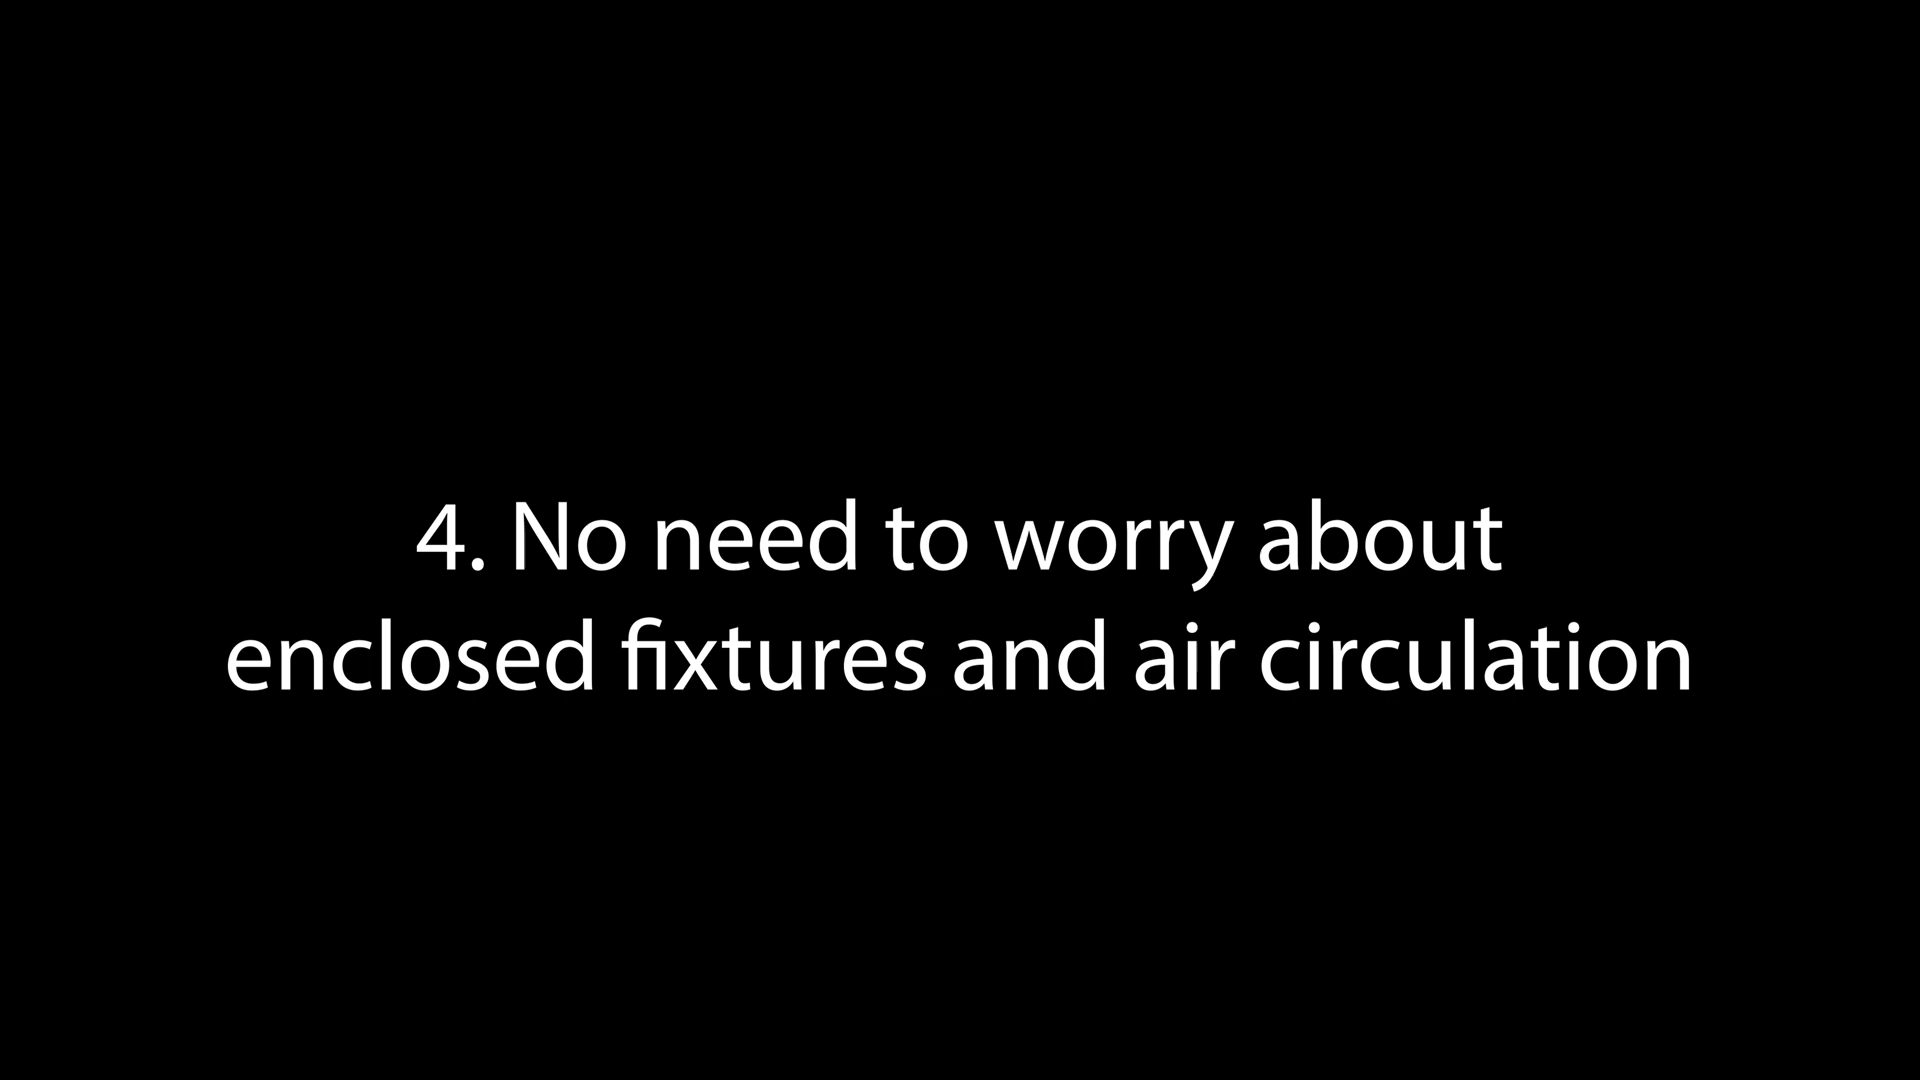 4. No need to worry about
enclosed fixtures and air circulation